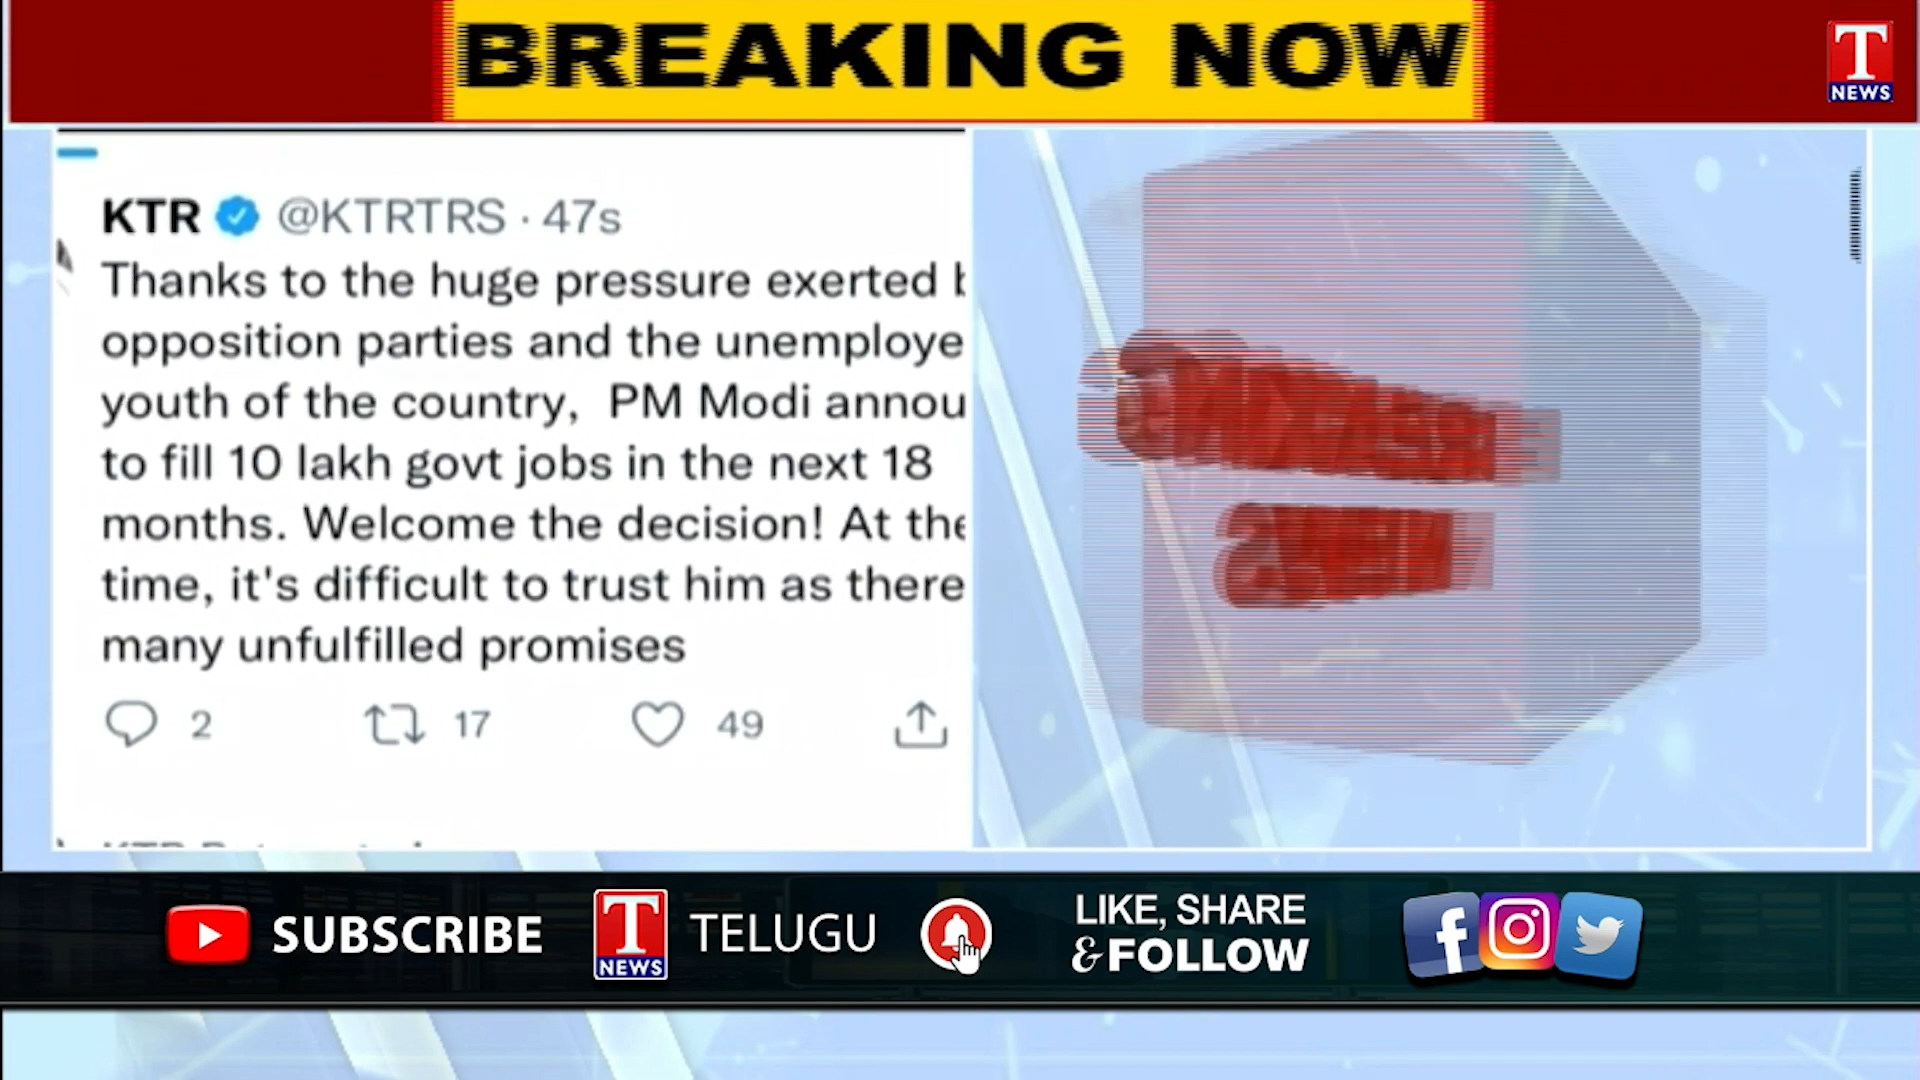 BREAKING NOW
T
NEWS
KTR @KTRTRS · 47s
Thanks to the huge pressure exerted
opposition parties and the unemploye
youth of the country, PM Modi annou
to fill 10 lakh govt jobs in the next 18
months. Welcome the decision! At the
time, it's difficult to trust him as there
many unfulfilled promises
2 17 49
SUBSCRIBE T NEWS TELUGU LIKE, SHARE
& FOLLOW